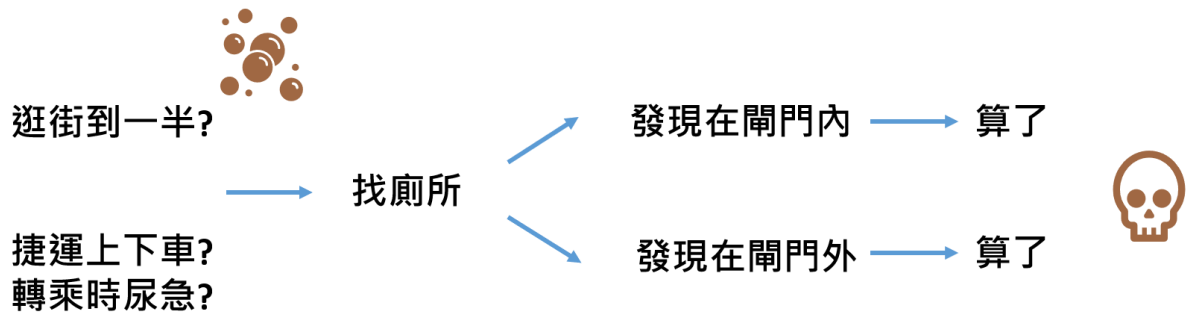 逛街到一半?
捷運上下車?
轉乘時尿急?
找廁所
發現在閘門內
算了
發現在閘門外
算了